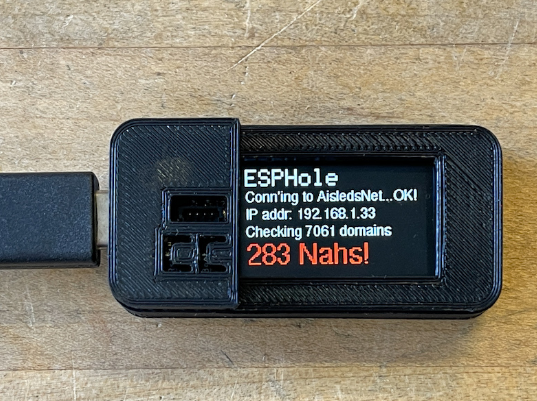 ESPHole
Conn'ing to AisledsNet...OK!
IP addr: 192.168.1.33
Checking 7061 domains
283 Nahs!